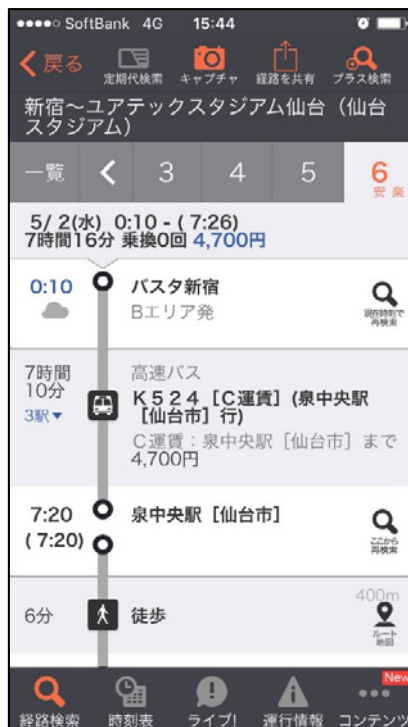 SoftBank 4G 15:44
戻る
定期代検索 キャプチャ 経路を共有 プラス検索
新宿〜ユアテックスタジアム仙台（仙台
スタジアム）
一覧 3 4 5 6
安 楽
5/ 2(水) 0:10 - ( 7:26)
7時間16分 乗換0回 4,700円
0:10 バスタ新宿
Bエリア発
現在時刻で
再検索
7時間
10分
3駅▼
高速バス
K５２４［C運賃］(泉中央駅
［仙台市］行)
C運賃：泉中央駅［仙台市］まで
4,700円
7:20 泉中央駅［仙台市］
( 7:20)
ここから
再検索
6分 徒歩
400m
ルート
地図
New
経路検索 時刻表 ライブ! 運行情報 コンテンツ